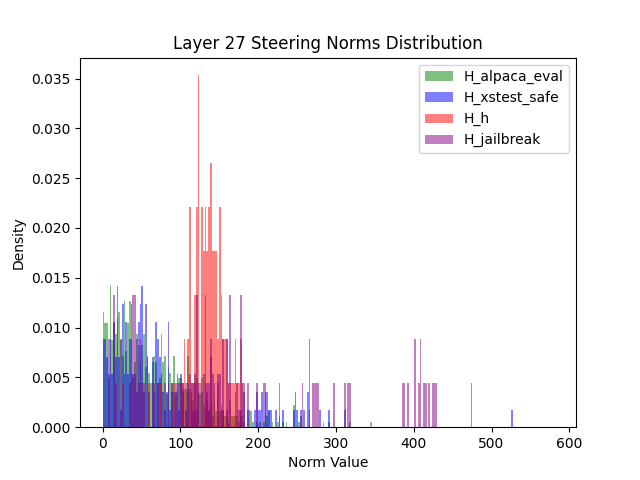 Layer 27 Steering Norms Distribution
H_alpaca_eval
H_xstest_safe
H_h
H_jailbreak
0.035
0.030
0.025
0.020
0.015
0.010
0.005
0.000
Density
0 100 200 300 400 500 600
Norm Value